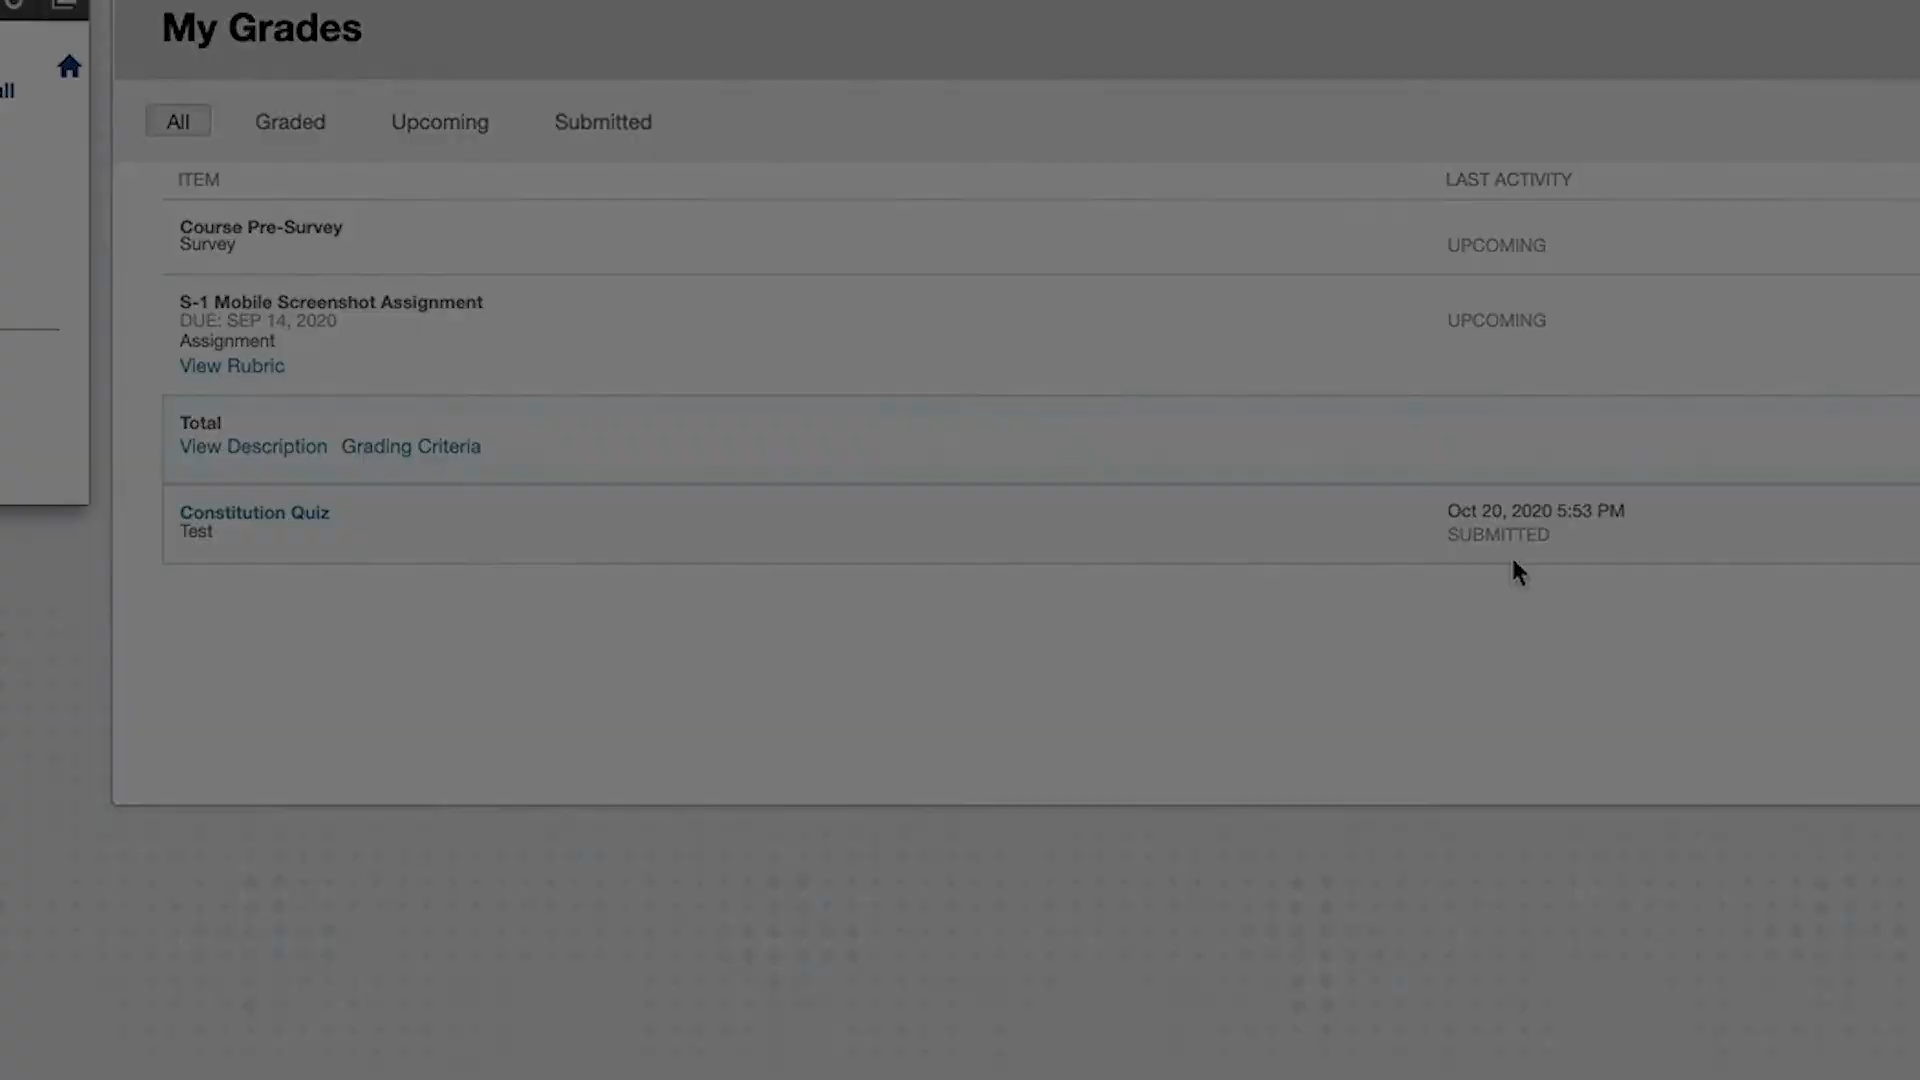 My Grades
all
All Graded Upcoming Submitted
ITEM LAST ACTIVITY
Course Pre-Survey
Survey
UPCOMING
S-1 Mobile Screenshot Assignment
DUE: SEP 14, 2020
UPCOMING
Assignment
View Rubric
Total
View Description Grading Criteria
Constitution Quiz
Test
Oct 20, 2020 5:53 PM
SUBMITTED